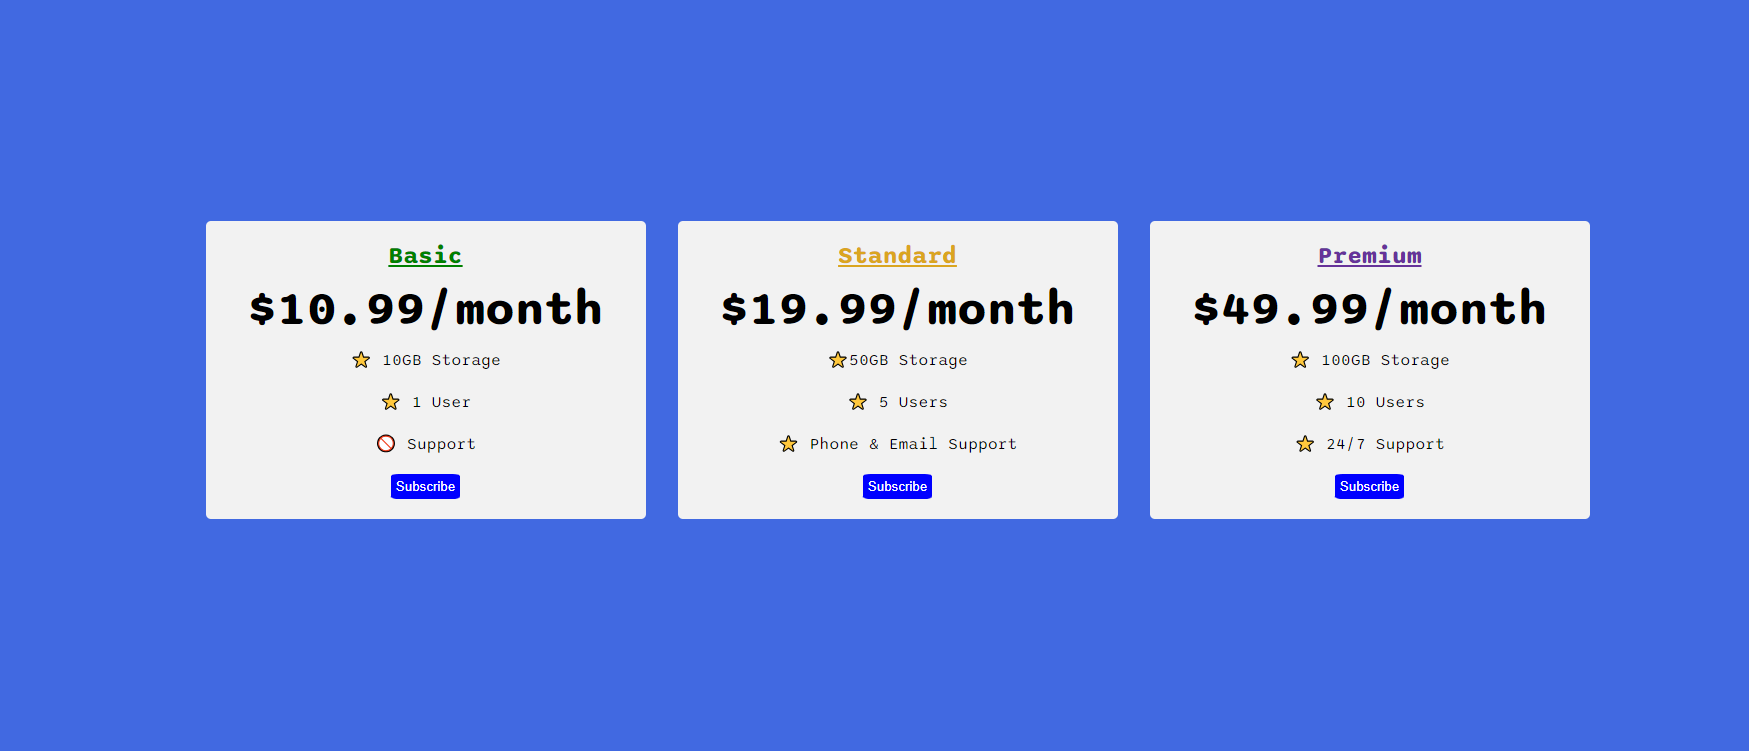 Basic
$10.99/month
⭐ 10GB Storage
⭐ 1 User
🚫 Support
Subscribe
Standard
$19.99/month
⭐50GB Storage
⭐ 5 Users
⭐ Phone & Email Support
Subscribe
Premium
$49.99/month
⭐ 100GB Storage
⭐ 10 Users
⭐ 24/7 Support
Subscribe